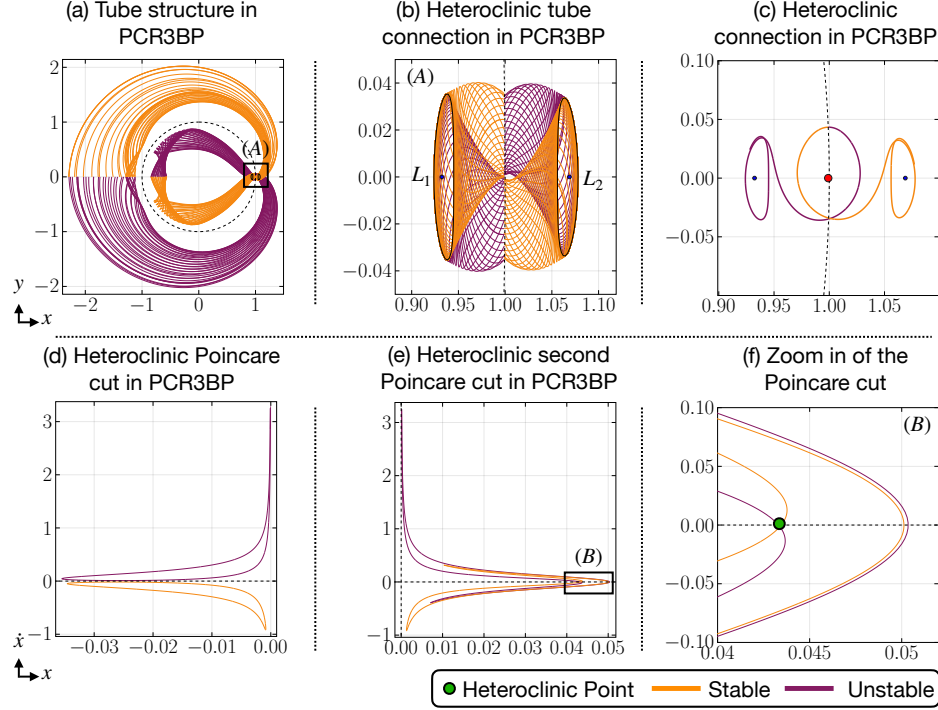 (a) Tube structure in
PCR3BP
(b) Heteroclinic tube
connection in PCR3BP
(c) Heteroclinic
connection in PCR3BP
2
1
0
−1
−2
(A)
−2
−1
0
1
y
x
0.04
0.02
0.00
−0.02
−0.04
(A)
L1
L2
0.90
0.95
1.00
1.05
1.10
0.10
0.05
0.00
−0.05
0.90
0.95
1.00
1.05
(d) Heteroclinic Poincare
cut in PCR3BP
(e) Heteroclinic second
Poincare cut in PCR3BP
(f) Zoom in of the
Poincare cut
3
2
1
0
−1
−0.03
−0.02
−0.01
0.00
ẋ
x
3
2
1
0
−1
(B)
0.00
0.01
0.02
0.03
0.04
0.05
0.10
0.05
0.00
−0.05
−0.10
(B)
0.04
0.045
0.05
Heteroclinic Point
Stable
Unstable